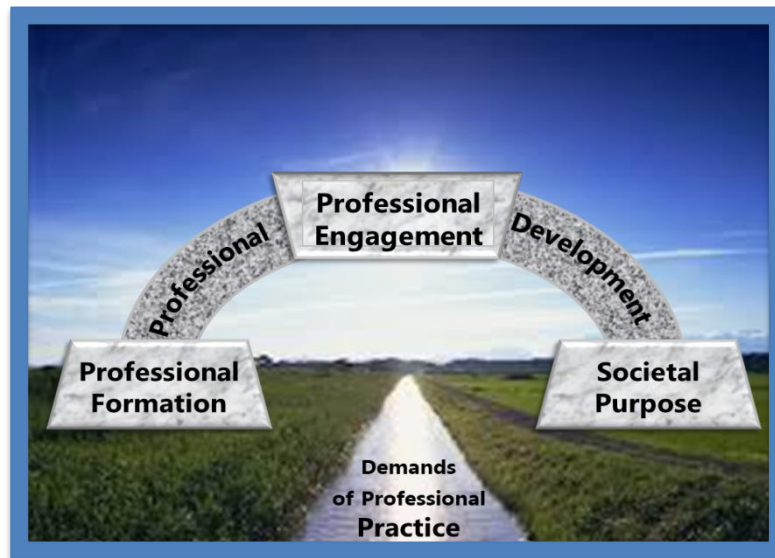 Professional
Engagement
Professional
Development
Professional
Formation
Societal
Purpose
Demands
of Professional
Practice